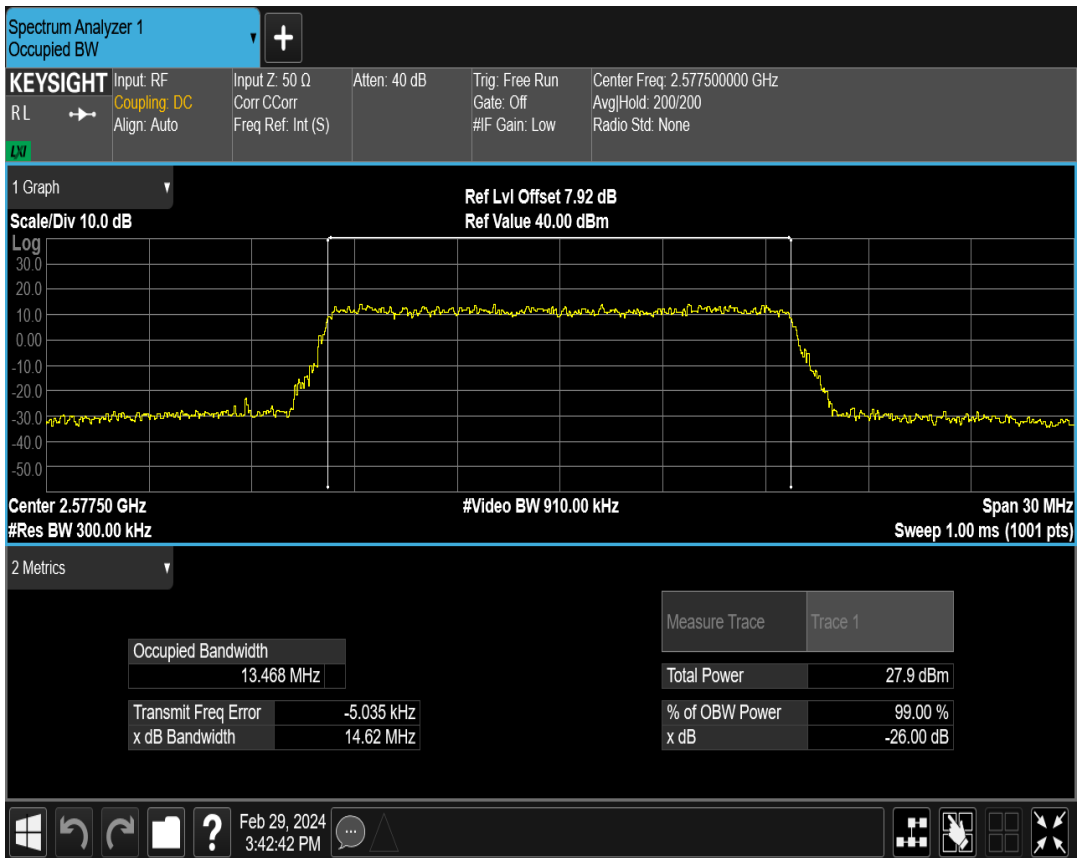 Spectrum Analyzer 1
Occupied BW
+
KEYSIGHT
RL
LXI
Input: RF
Coupling: DC
Align: Auto
Input Z: 50 Ω
Corr CCorr
Freq Ref: Int (S)
Atten: 40 dB
Trig: Free Run
Gate: Off
#IF Gain: Low
Center Freq: 2.577500000 GHz
Avg|Hold: 200/200
Radio Std: None
1 Graph
Scale/Div 10.0 dB
Ref Lvl Offset 7.92 dB
Ref Value 40.00 dBm
Log
30.0
20.0
10.0
0.00
-10.0
-20.0
-30.0
-40.0
-50.0
Center 2.57750 GHz
#Video BW 910.00 kHz
Span 30 MHz
#Res BW 300.00 kHz
Sweep 1.00 ms (1001 pts)
2 Metrics
Measure Trace
Trace 1
Occupied Bandwidth
13.468 MHz
Total Power
27.9 dBm
Transmit Freq Error
-5.035 kHz
% of OBW Power
99.00 %
x dB Bandwidth
14.62 MHz
x dB
-26.00 dB
?
Feb 29, 2024
3:42:42 PM